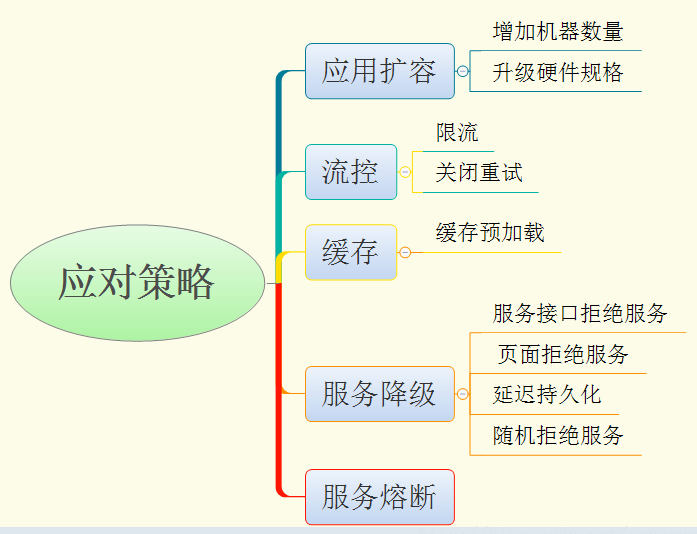 应对策略
应用扩容
增加机器数量
升级硬件规格
流控
限流
关闭重试
缓存
缓存预加载
服务降级
服务接口拒绝服务
页面拒绝服务
延迟持久化
随机拒绝服务
服务熔断